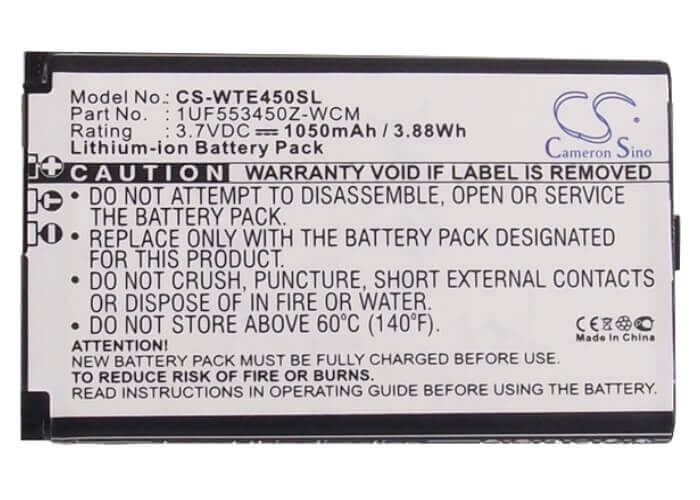 Model No.: CS-WTE450SL
Part No.: 1UF553450Z-WCM
Rating: 3.7VDC 1050mAh / 3.88Wh
Lithium-ion Battery Pack
CS
Cameron Sino
CAUTION WARRANTY VOID IF LABEL IS REMOVED
• DO NOT ATTEMPT TO DISASSEMBLE, OPEN OR SERVICE
THE BATTERY PACK.
• REPLACE ONLY WITH THE BATTERY PACK DESIGNATED
FOR THIS PRODUCT.
• DO NOT CRUSH, PUNCTURE, SHORT EXTERNAL CONTACTS
OR DISPOSE OF IN FIRE OR WATER.
• DO NOT STORE ABOVE 60°C (140°F).
CE
Made in China
ATTENTION!
NEW BATTERY PACK MUST BE FULLY CHARGED BEFORE USE.
TO REDUCE RISK OF FIRE OR BURNS.
READ INSTRUCTIONS IN OPERATING GUIDE BEFORE USING BATTERY.